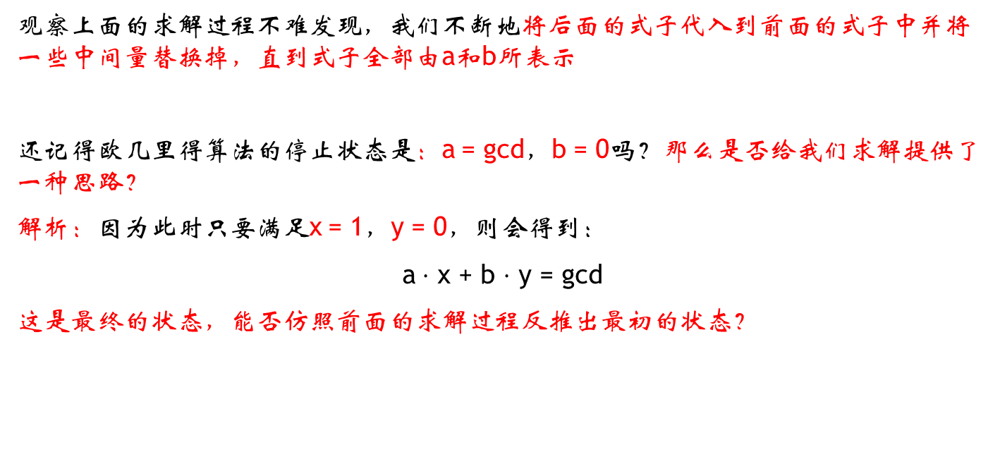 观察上面的求解过程不难发现，我们不断地将后面的式子代入到前面的式子中并将
一些中间量替换掉，直到式子全部由a和b所表示
还记得欧几里得算法的停止状态是：a = gcd，b = 0吗？那么是否给我们求解提供了
一种思路？
解析：因为此时只要满足x = 1，y = 0，则会得到：
a · x + b · y = gcd
这是最终的状态，能否仿照前面的求解过程反推出最初的状态？